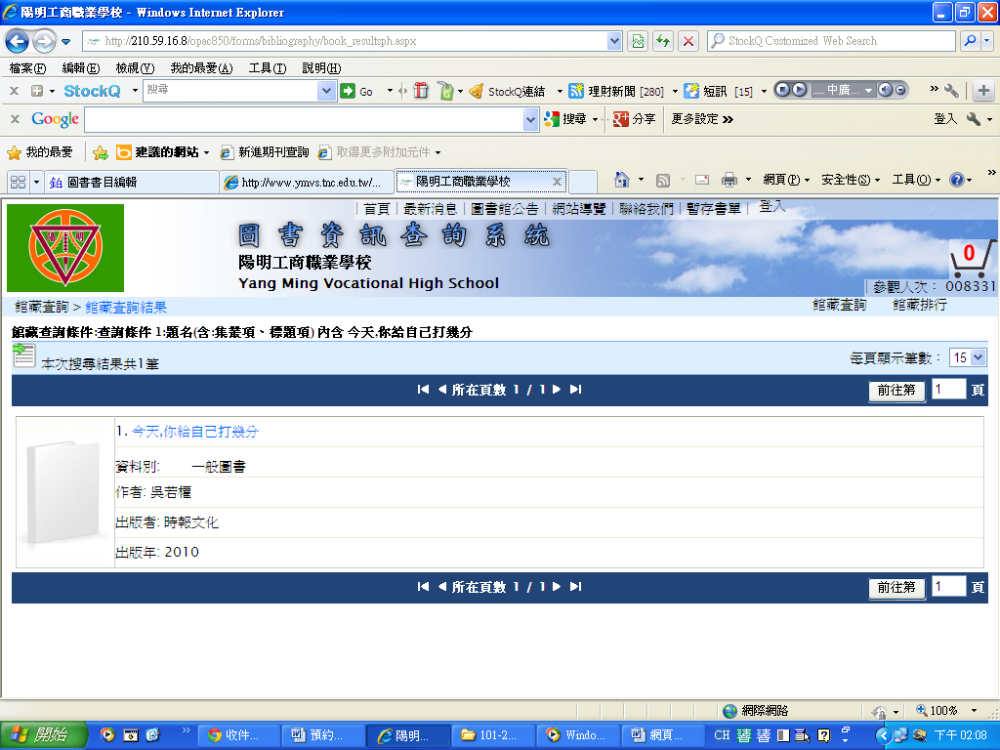 陽明工商職業學校 - Windows Internet Explorer
http://210.59.16.8/opac850/forms/bibliography/book_resultsph.aspx
StockQ Customized Web Search
檔案(F) 編輯(E) 檢視(V) 我的最愛(A) 工具(T) 說明(H)
StockQ 搜尋 Go StockQ連結 理財新聞 [280] 短訊 [15] ..... 中廣...
Google 搜尋 分享 更多設定 » 登入
我的最愛 建議的網站 新進期刊查詢 取得更多附加元件
鉑 圖書書目編輯 http://www.ymvs.tnc.edu.tw/... 陽明工商職業學校 網頁(P) 安全性(S) 工具(O)
| 首頁 | 最新消息 | 圖書館公告 | 網站導覽 | 聯絡我們 | 暫存書單 | 登入
圖書資訊查詢系統
陽明工商職業學校
Yang Ming Vocational High School
0
| 參觀人次： 008331
館藏查詢 > 館藏查詢結果 館藏查詢 館藏排行
館藏查詢條件:查詢條件 1:題名(含:集叢項、標題項) 內含 今天,你給自己打幾分
本次搜尋結果共1筆 每頁顯示筆數： 15
所在頁數 1 / 1 前往第 1 頁
1. 今天,你給自己打幾分
資料別: 一般圖書
作者: 吳若權
出版者: 時報文化
出版年: 2010
所在頁數 1 / 1 前往第 1 頁
網際網路 100%
開始 收件... 預約... 陽明... 101-2... Windo... 網頁... CH 下午 02:08